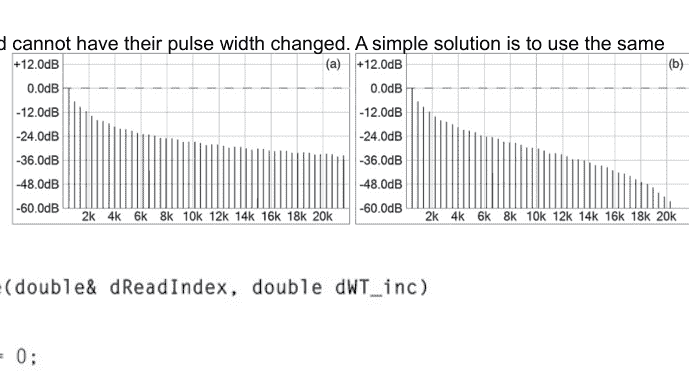 d cannot have their pulse width changed. A simple solution is to use the same
+12.0dB (a) +12.0dB (b)
0.0dB 0.0dB
-12.0dB -12.0dB
-24.0dB -24.0dB
-36.0dB -36.0dB
-48.0dB -48.0dB
-60.0dB -60.0dB
2k 4k 6k 8k 10k 12k 14k 16k 18k 20k 2k 4k 6k 8k 10k 12k 14k 16k 18k 20k
(double& dReadIndex, double dWT_inc)
= 0;